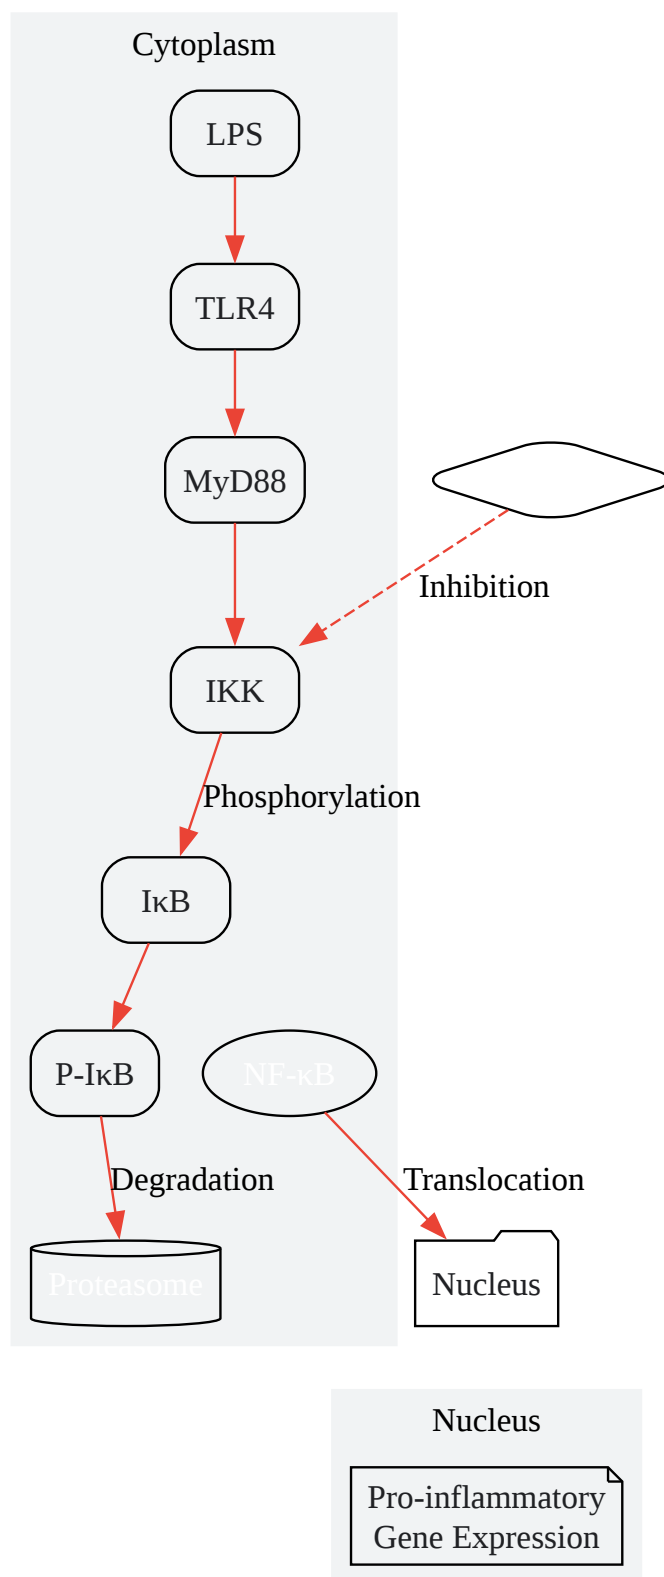 Cytoplasm
LPS
TLR4
MyD88
Inhibition
IKK
Phosphorylation
IκB
P-IκB
NF-κB
Degradation
Translocation
Proteasome
Nucleus
Nucleus
Pro-inflammatory
Gene Expression